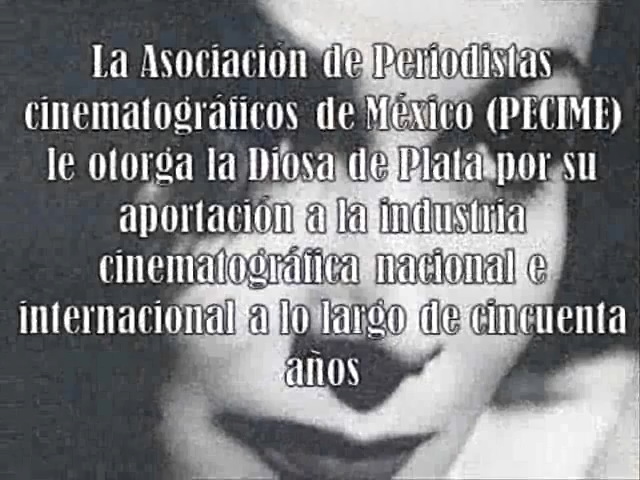 La Asociación de Periodistas
cinematográficos de México (PECIME)
le otorga la Diosa de Plata por su
aportación a la industria
cinematográfica nacional e
internacional a lo largo de cincuenta
años